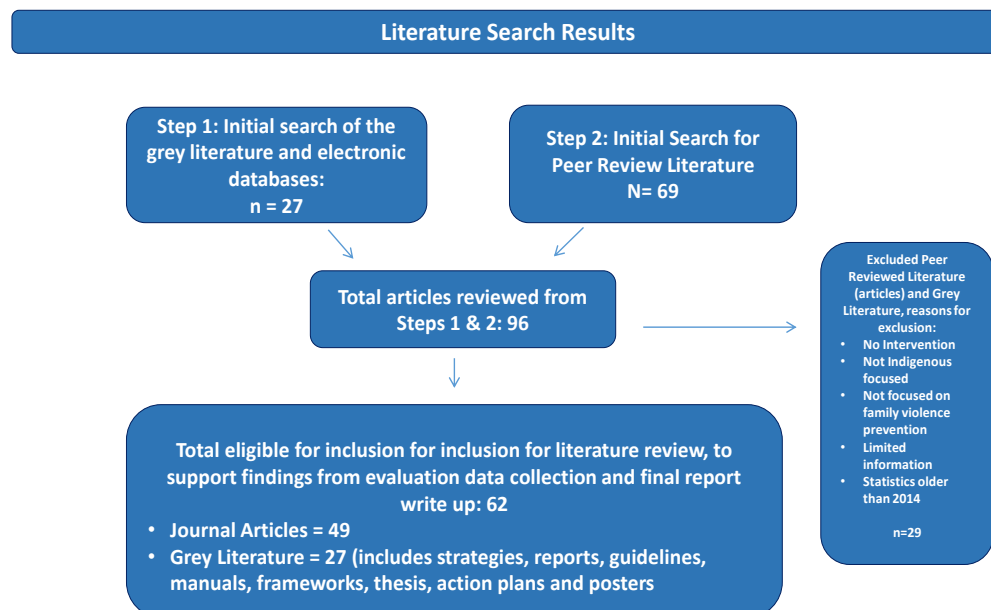 Literature Search Results
Step 1: Initial search of the
grey literature and electronic
databases:
n = 27
Step 2: Initial Search for
Peer Review Literature
N= 69
Total articles reviewed from
Steps 1 & 2: 96
Excluded Peer
Reviewed Literature
(articles) and Grey
Literature, reasons for
exclusion:
• No Intervention
• Not Indigenous
focused
• Not focused on
family violence
prevention
• Limited
information
• Statistics older
than 2014
n=29
Total eligible for inclusion for inclusion for literature review, to
support findings from evaluation data collection and final report
write up: 62
• Journal Articles = 49
• Grey Literature = 27 (includes strategies, reports, guidelines,
manuals, frameworks, thesis, action plans and posters